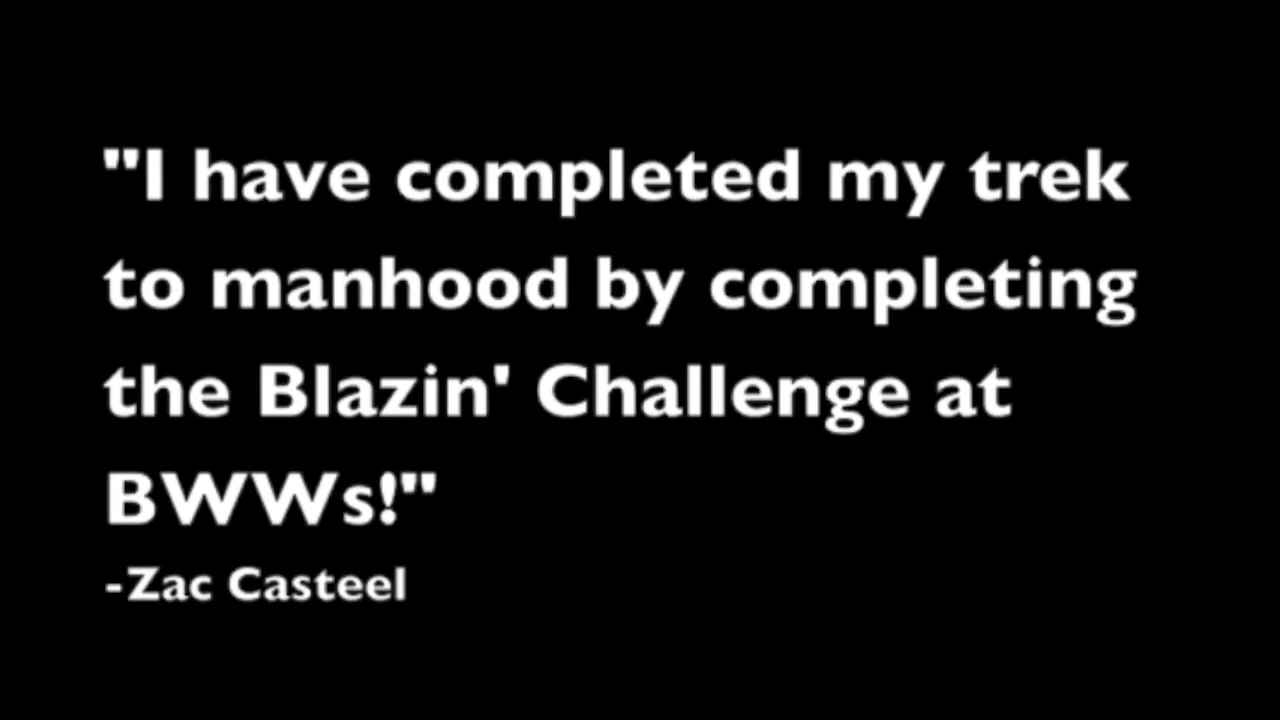 "I have completed my trek
to manhood by completing
the Blazin' Challenge at
BWWs!"
-Zac Casteel